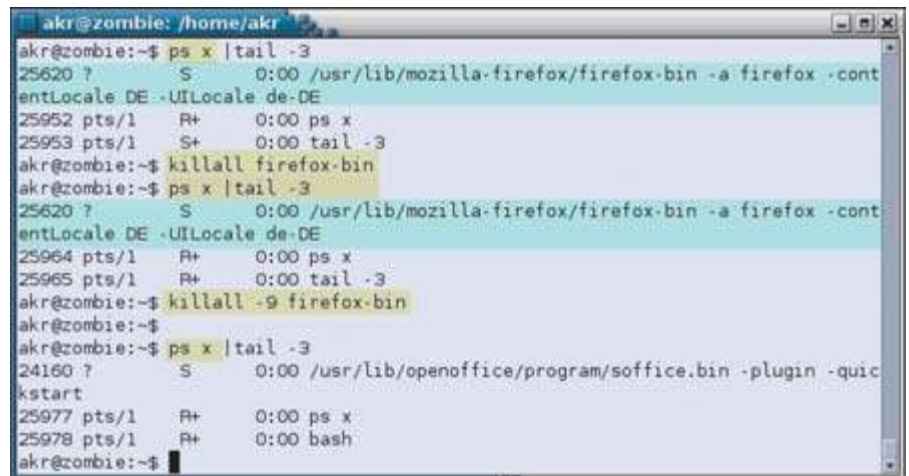 akr@zombie: /home/akr
akr@zombie:~$ ps x |tail -3
25620 ?        S      0:00 /usr/lib/mozilla-firefox/firefox-bin -a firefox -cont
entLocale DE -UILocale de-DE
25952 pts/1    R+     0:00 ps x
25953 pts/1    S+     0:00 tail -3
akr@zombie:~$ killall firefox-bin
akr@zombie:~$ ps x |tail -3
25620 ?        S      0:00 /usr/lib/mozilla-firefox/firefox-bin -a firefox -cont
entLocale DE -UILocale de-DE
25964 pts/1    R+     0:00 ps x
25965 pts/1    R+     0:00 tail -3
akr@zombie:~$ killall -9 firefox-bin
akr@zombie:~$
akr@zombie:~$ ps x |tail -3
24160 ?        S      0:00 /usr/lib/openoffice/program/soffice.bin -plugin -quic
kstart
25977 pts/1    R+     0:00 ps x
25978 pts/1    R+     0:00 bash
akr@zombie:~$